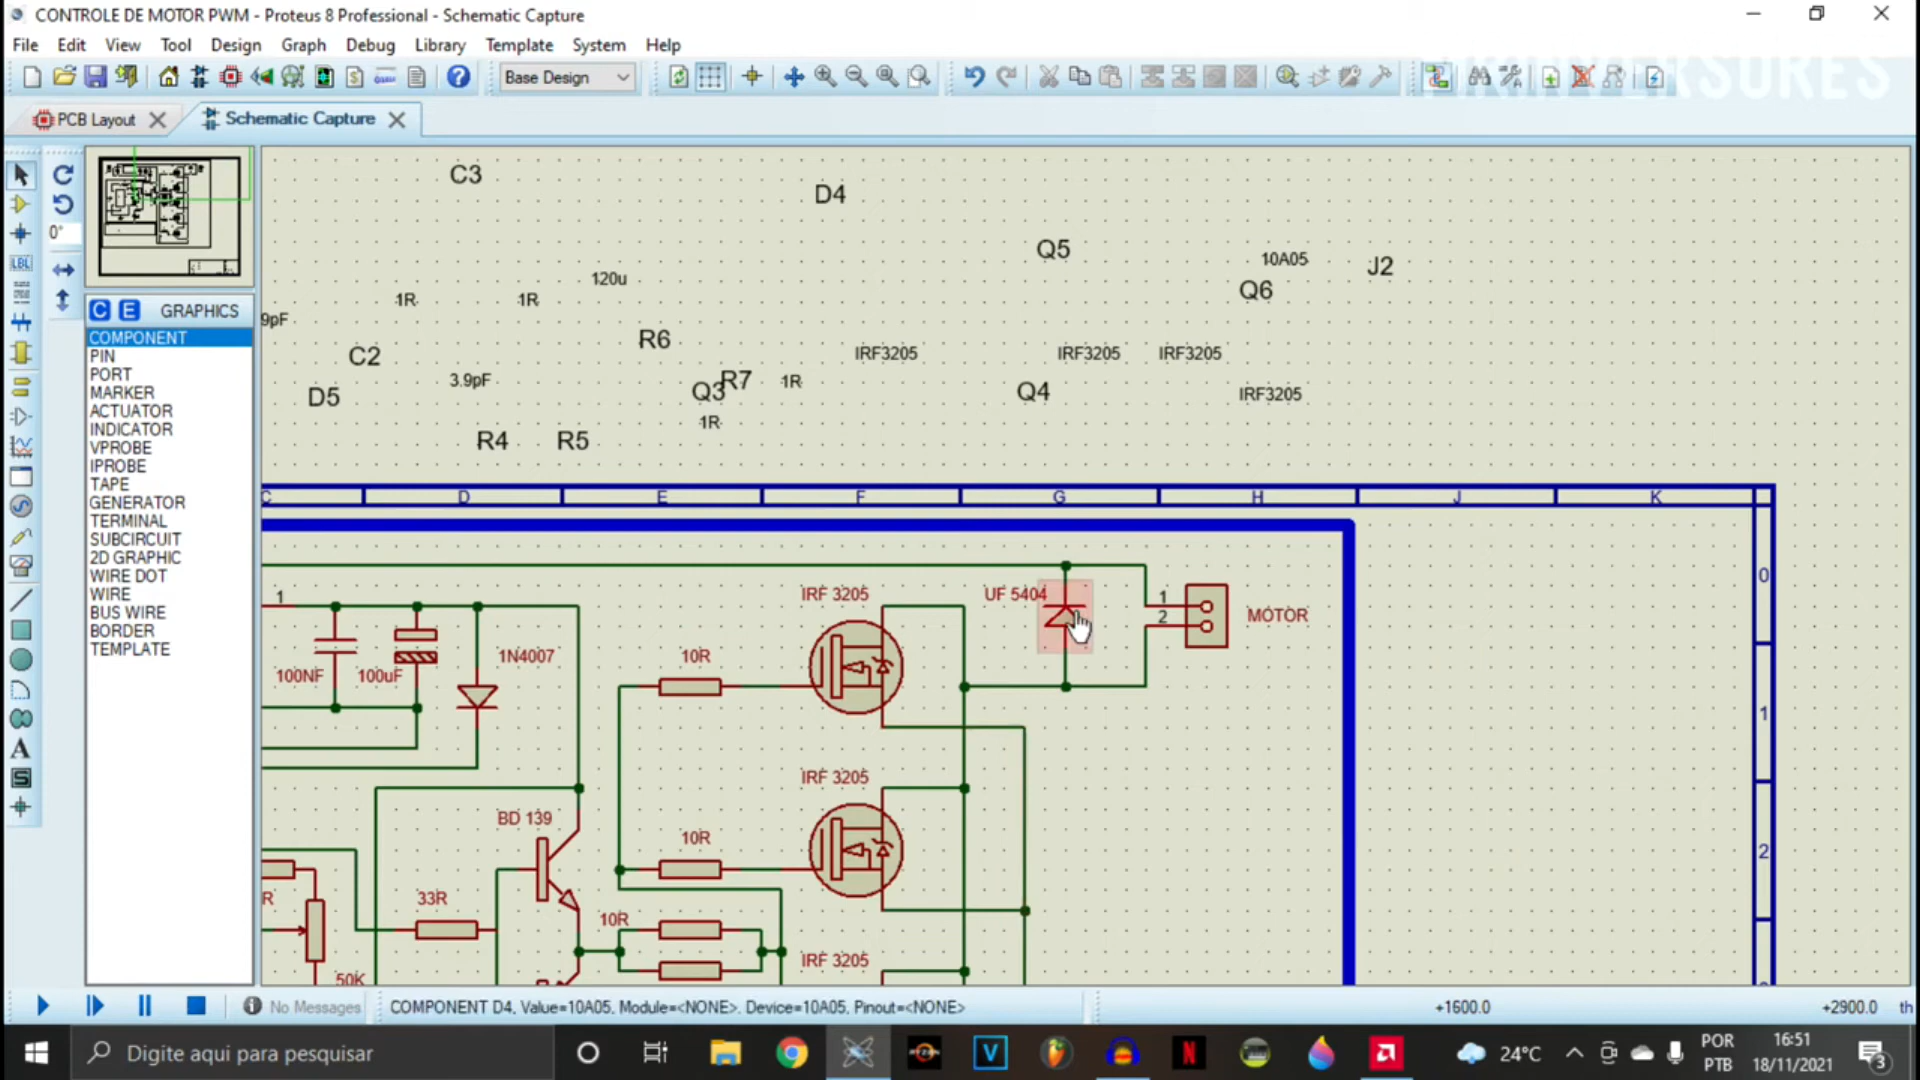 CONTROLE DE MOTOR PWM - Proteus 8 Professional - Schematic Capture
File Edit View Tool Design Graph Debug Library Template System Help
Base Design
PCB Layout
Schematic Capture
0°
LBL
A
S
C E GRAPHICS
COMPONENT
PIN
PORT
MARKER
ACTUATOR
INDICATOR
VPROBE
IPROBE
TAPE
GENERATOR
TERMINAL
SUBCIRCUIT
2D GRAPHIC
WIRE DOT
WIRE
BUS WIRE
BORDER
TEMPLATE
C3
D4
Q5
10A05
J2
120u
Q6
1R
1R
9pF
R6
C2
IRF3205
IRF3205
IRF3205
3.9pF
R7
1R
D5
Q3
Q4
IRF3205
1R
R4
R5
C D E F G H J K
0
1
2
1
IRF 3205
UF 5404
1
2
MOTOR
10R
1N4007
100NF
100uF
IRF 3205
BD 139
10R
33R
R
10R
IRF 3205
50K
No Messages
COMPONENT D4, Value=10A05, Module=<NONE>, Device=10A05, Pinout=<NONE>
+1600.0
+2900.0
th
Digite aqui para pesquisar
24°C
POR
PTB
16:51
18/11/2021
3